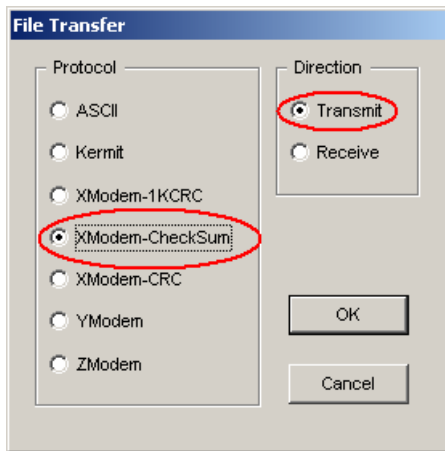 File Transfer
Protocol
ASCII
Kermit
XModem-1KCRC
XModem-CheckSum
XModem-CRC
YModem
ZModem
Direction
Transmit
Receive
OK
Cancel